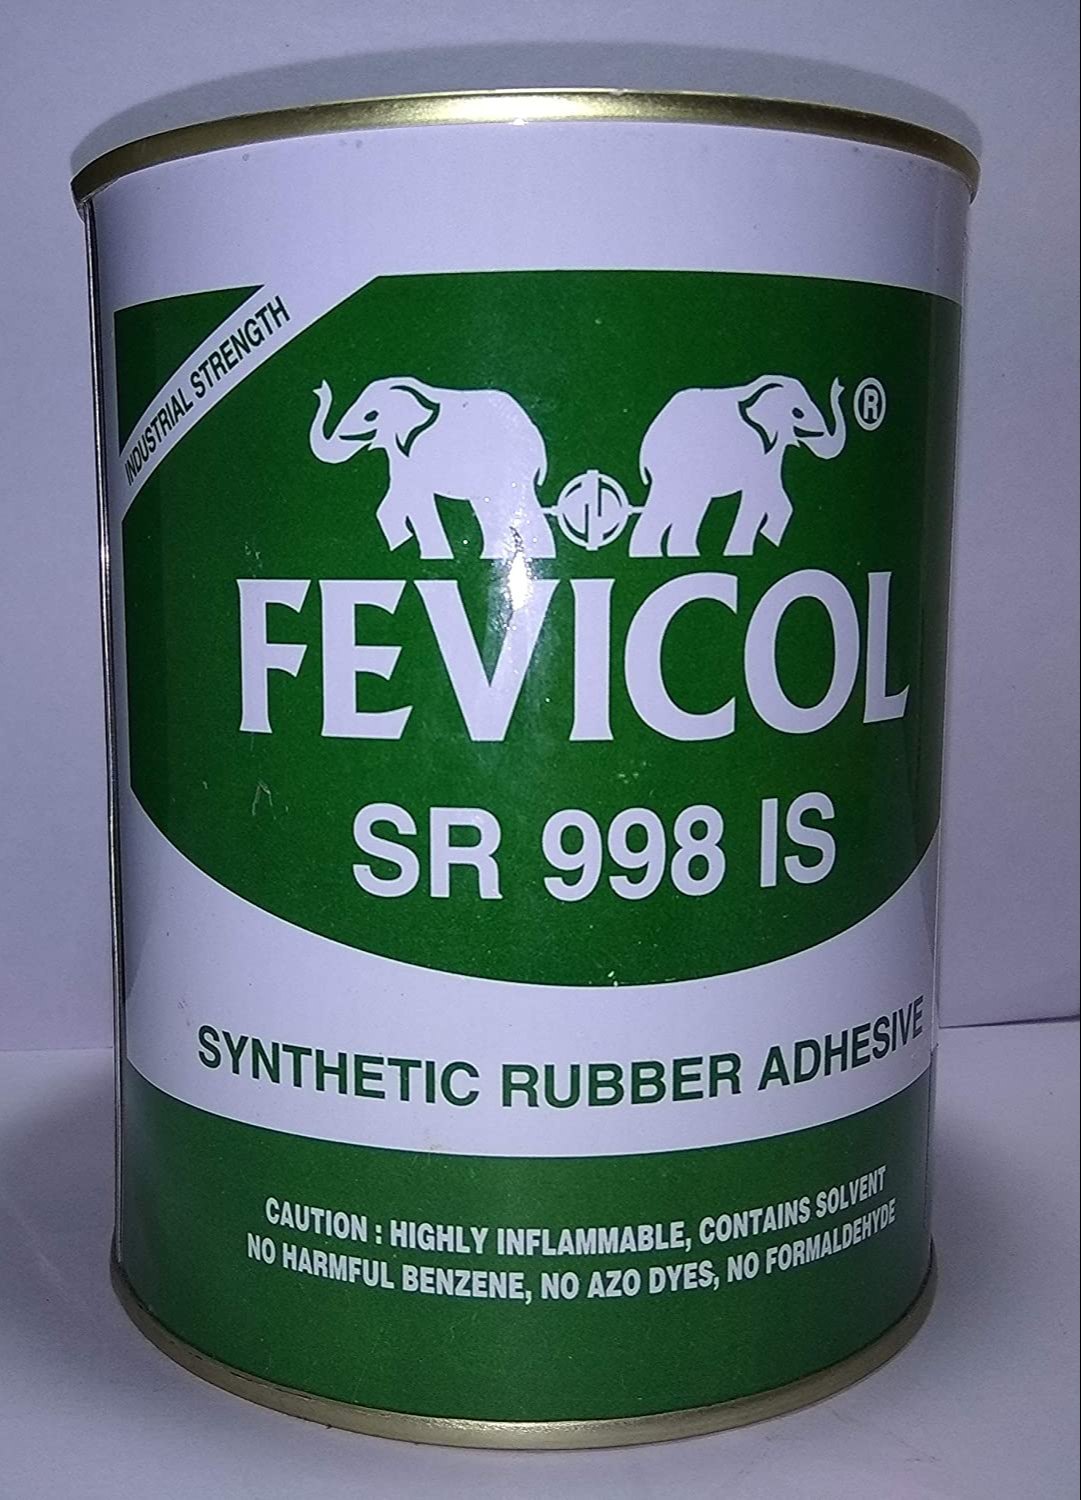 INDUSTRIAL STRENGTH
®
FEVICOL
SR 998 IS
SYNTHETIC RUBBER ADHESIVE
CAUTION : HIGHLY INFLAMMABLE, CONTAINS SOLVENT
NO HARMFUL BENZENE, NO AZO DYES, NO FORMALDEHYDE